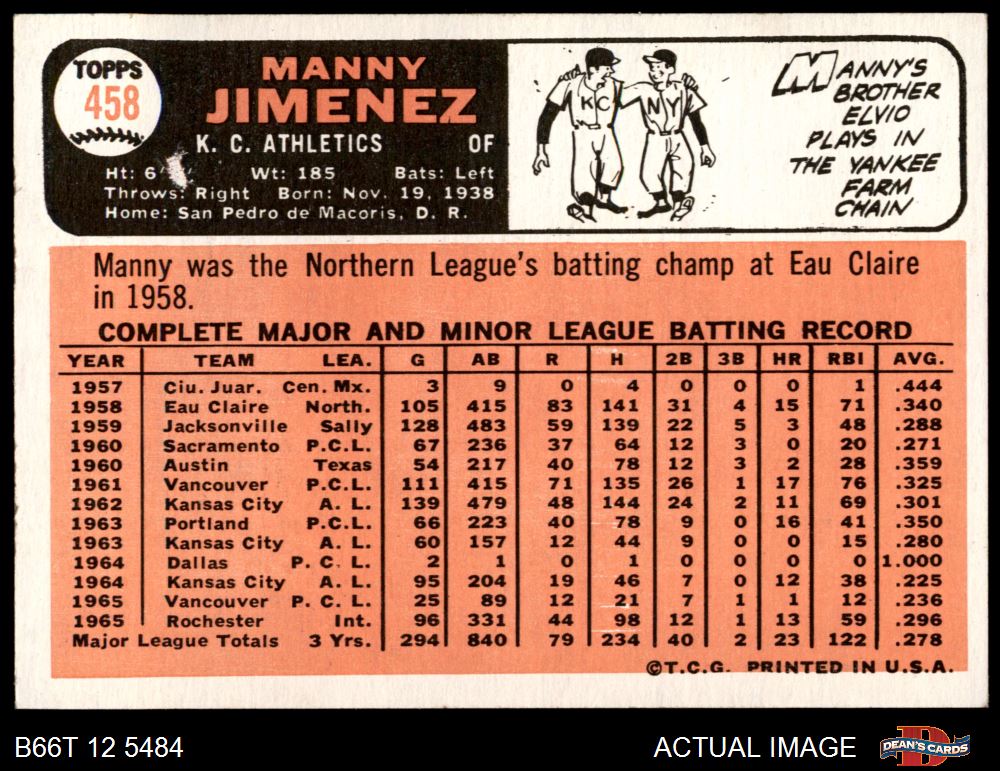 TOPPS
458
MANNY
JIMENEZ
K. C. ATHLETICS OF
Ht: 6' Wt: 185 Bats: Left
Throws: Right Born: Nov. 19, 1938
Home: San Pedro de Macoris, D. R.
KC NY
MANNY'S
BROTHER
ELVIO
PLAYS IN
THE YANKEE
FARM
CHAIN
Manny was the Northern League's batting champ at Eau Claire
in 1958.
COMPLETE MAJOR AND MINOR LEAGUE BATTING RECORD
YEAR TEAM LEA. G AB R H 2B 3B HR RBI AVG.
1957 Ciu. Juar. Cen. Mx. 3 9 0 4 0 0 0 1 .444
1958 Eau Claire North. 105 415 83 141 31 4 15 71 .340
1959 Jacksonville Sally 128 483 59 139 22 5 3 48 .288
1960 Sacramento P.C.L. 67 236 37 64 12 3 0 20 .271
1960 Austin Texas 54 217 40 78 12 3 2 28 .359
1961 Vancouver P.C.L. 111 415 71 135 26 1 17 76 .325
1962 Kansas City A. L. 139 479 48 144 24 2 11 69 .301
1963 Portland P.C.L. 66 223 40 78 9 0 16 41 .350
1963 Kansas City A. L. 60 157 12 44 9 0 0 15 .280
1964 Dallas P. C. L. 2 1 0 1 0 0 0 0 1.000
1964 Kansas City A. L. 95 204 19 46 7 0 12 38 .225
1965 Vancouver P. C. L. 25 89 12 21 7 1 1 12 .236
1965 Rochester Int. 96 331 44 98 12 1 13 59 .296
Major League Totals 3 Yrs. 294 840 79 234 40 2 23 122 .278
©T.C.G. PRINTED IN U.S.A.
B66T 12 5484 ACTUAL IMAGE DEAN'S CARDS